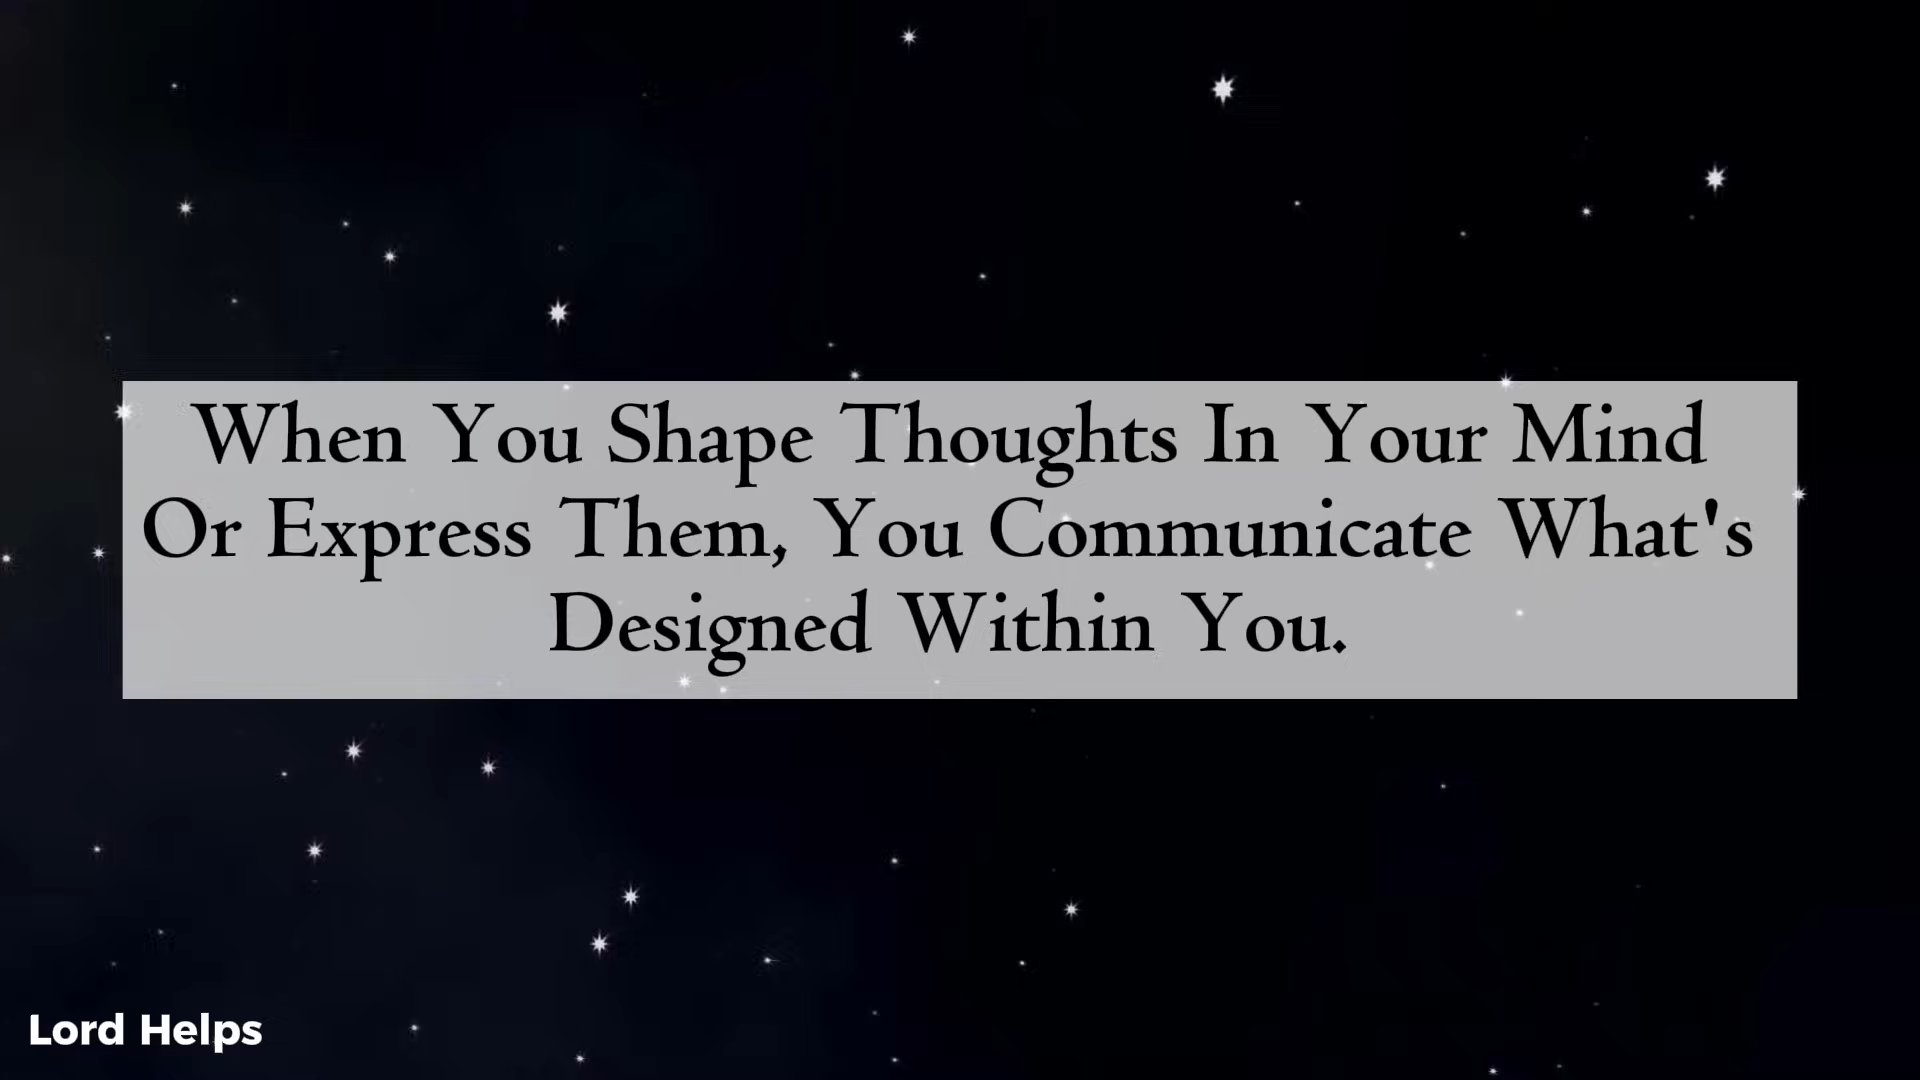 When You Shape Thoughts In Your Mind
Or Express Them, You Communicate What's
Designed Within You.
Lord Helps